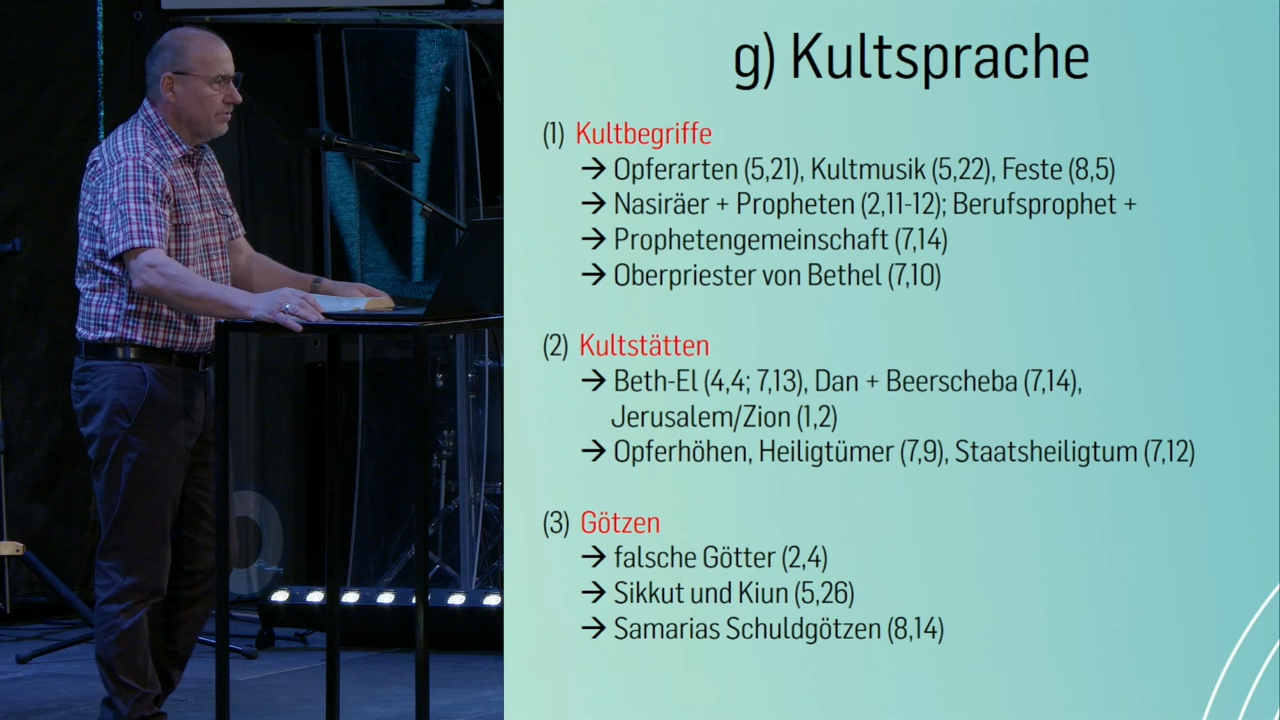 g) Kultsprache
(1) Kultbegriffe
→ Opferarten (5,21), Kultmusik (5,22), Feste (8,5)
→ Nasiräer + Propheten (2,11-12); Berufsprophet +
→ Prophetengemeinschaft (7,14)
→ Oberpriester von Bethel (7,10)
(2) Kultstätten
→ Beth-El (4,4; 7,13), Dan + Beerscheba (7,14),
Jerusalem/Zion (1,2)
→ Opferhöhen, Heiligtümer (7,9), Staatsheiligtum (7,12)
(3) Götzen
→ falsche Götter (2,4)
→ Sikkut und Kiun (5,26)
→ Samarias Schuldgötzen (8,14)